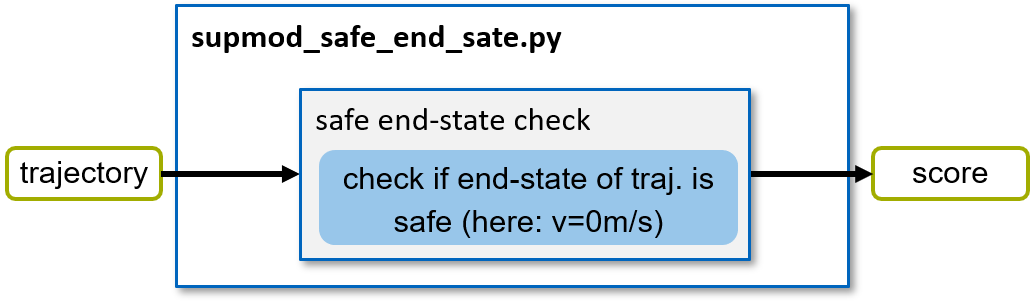 supmod_safe_end_sate.py
safe end-state check
trajectory
check if end-state of traj. is
safe (here: v=0m/s)
score